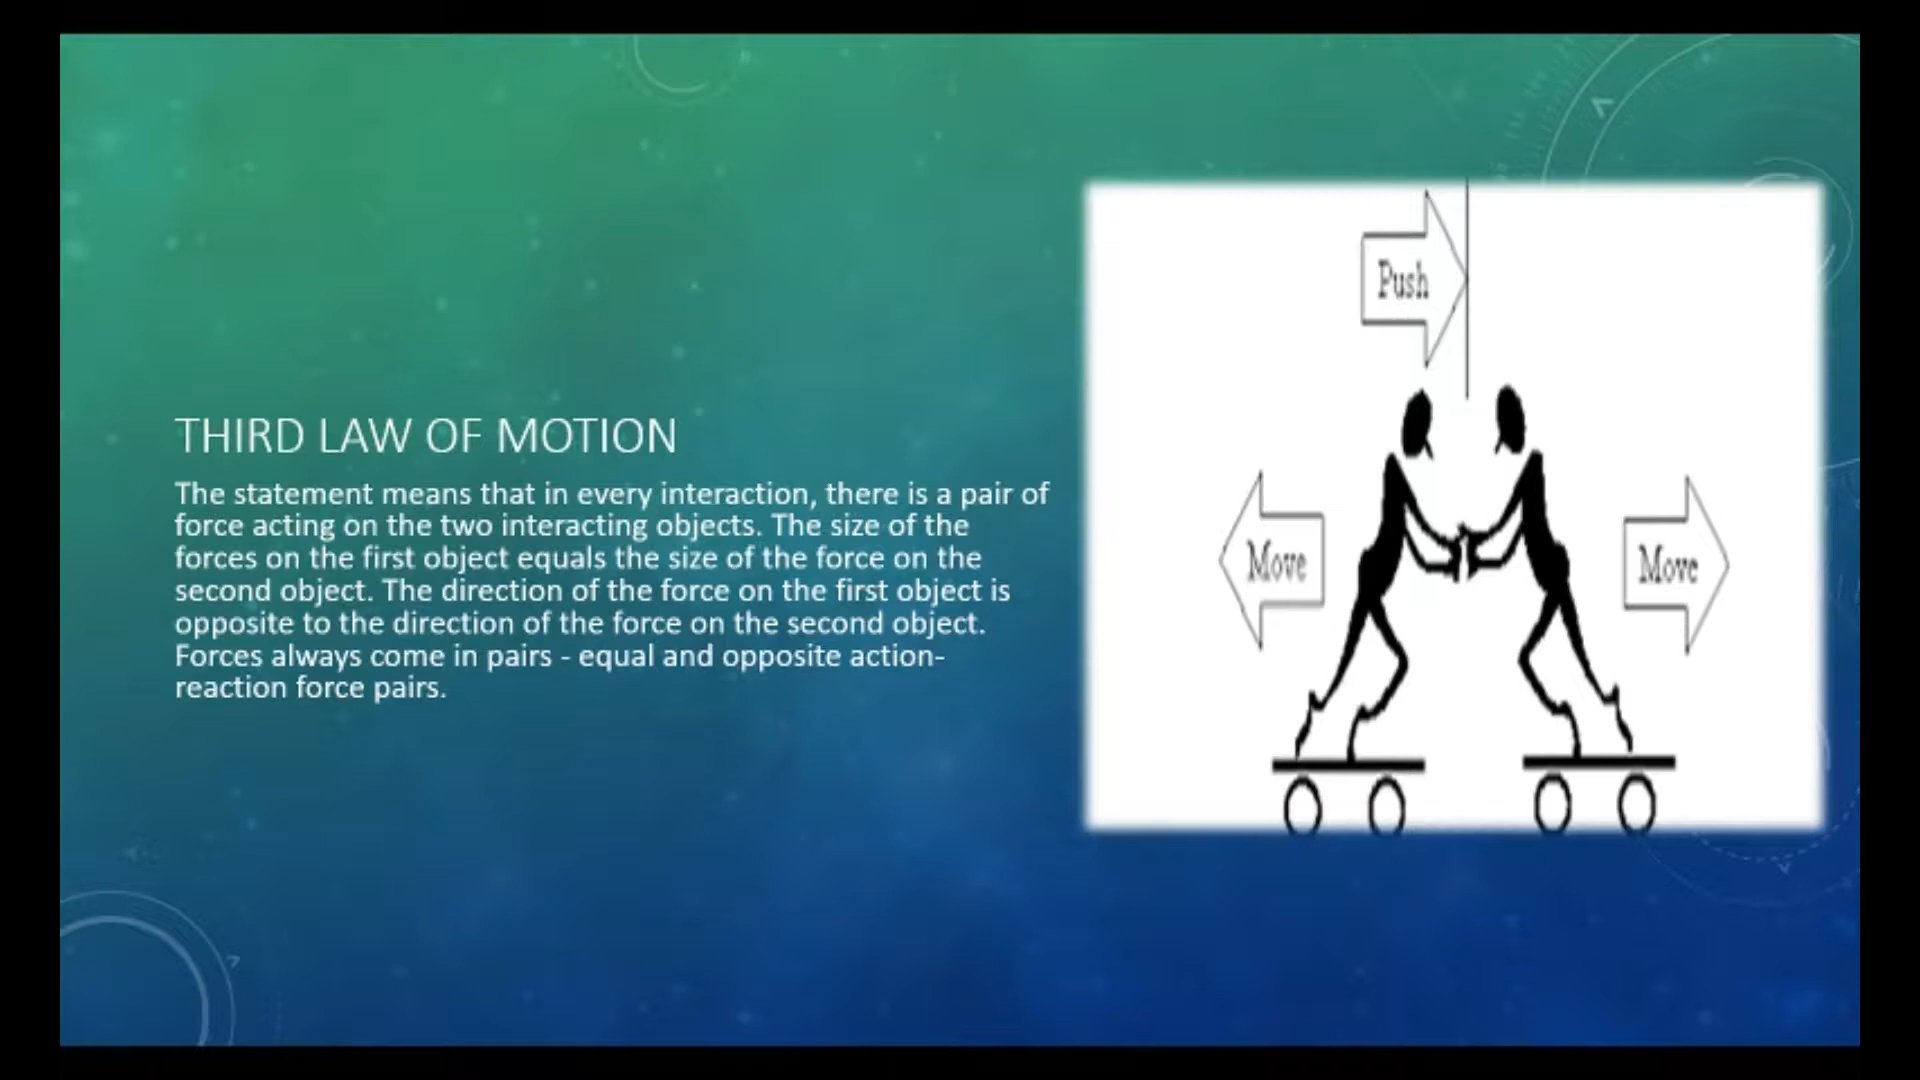 THIRD LAW OF MOTION
The statement means that in every interaction, there is a pair of
force acting on the two interacting objects. The size of the
forces on the first object equals the size of the force on the
second object. The direction of the force on the first object is
opposite to the direction of the force on the second object.
Forces always come in pairs - equal and opposite action-
reaction force pairs.
Push
Move
Move